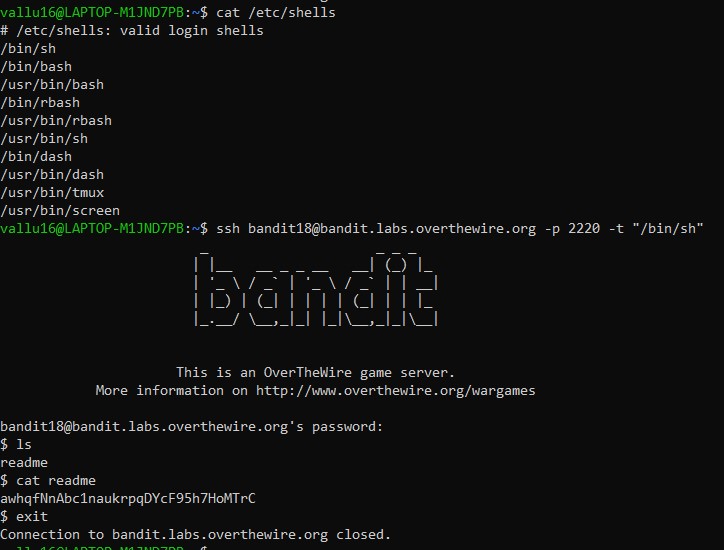 vallu16@LAPTOP-M1JND7PB:~$ cat /etc/shells
# /etc/shells: valid login shells
/bin/sh
/bin/bash
/usr/bin/bash
/bin/rbash
/usr/bin/rbash
/usr/bin/sh
/bin/dash
/usr/bin/dash
/usr/bin/tmux
/usr/bin/screen
vallu16@LAPTOP-M1JND7PB:~$ ssh bandit18@bandit.labs.overthewire.org -p 2220 -t "/bin/sh"
bandit
This is an OverTheWire game server.
More information on http://www.overthewire.org/wargames
bandit18@bandit.labs.overthewire.org's password:
$ ls
readme
$ cat readme
awhqfNnAbc1naukrpqDYcF95h7HoMTrC
$ exit
Connection to bandit.labs.overthewire.org closed.